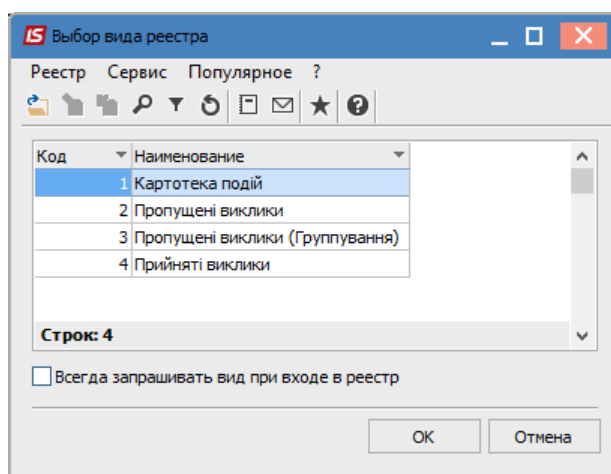 IS Выбор вида реестра
Реестр Сервис Популярное ?
Код Наименование
1 Картотека подій
2 Пропущені виклики
3 Пропущені виклики (Группування)
4 Прийняті виклики
Строк: 4
Всегда запрашивать вид при входе в реестр
ОК Отмена